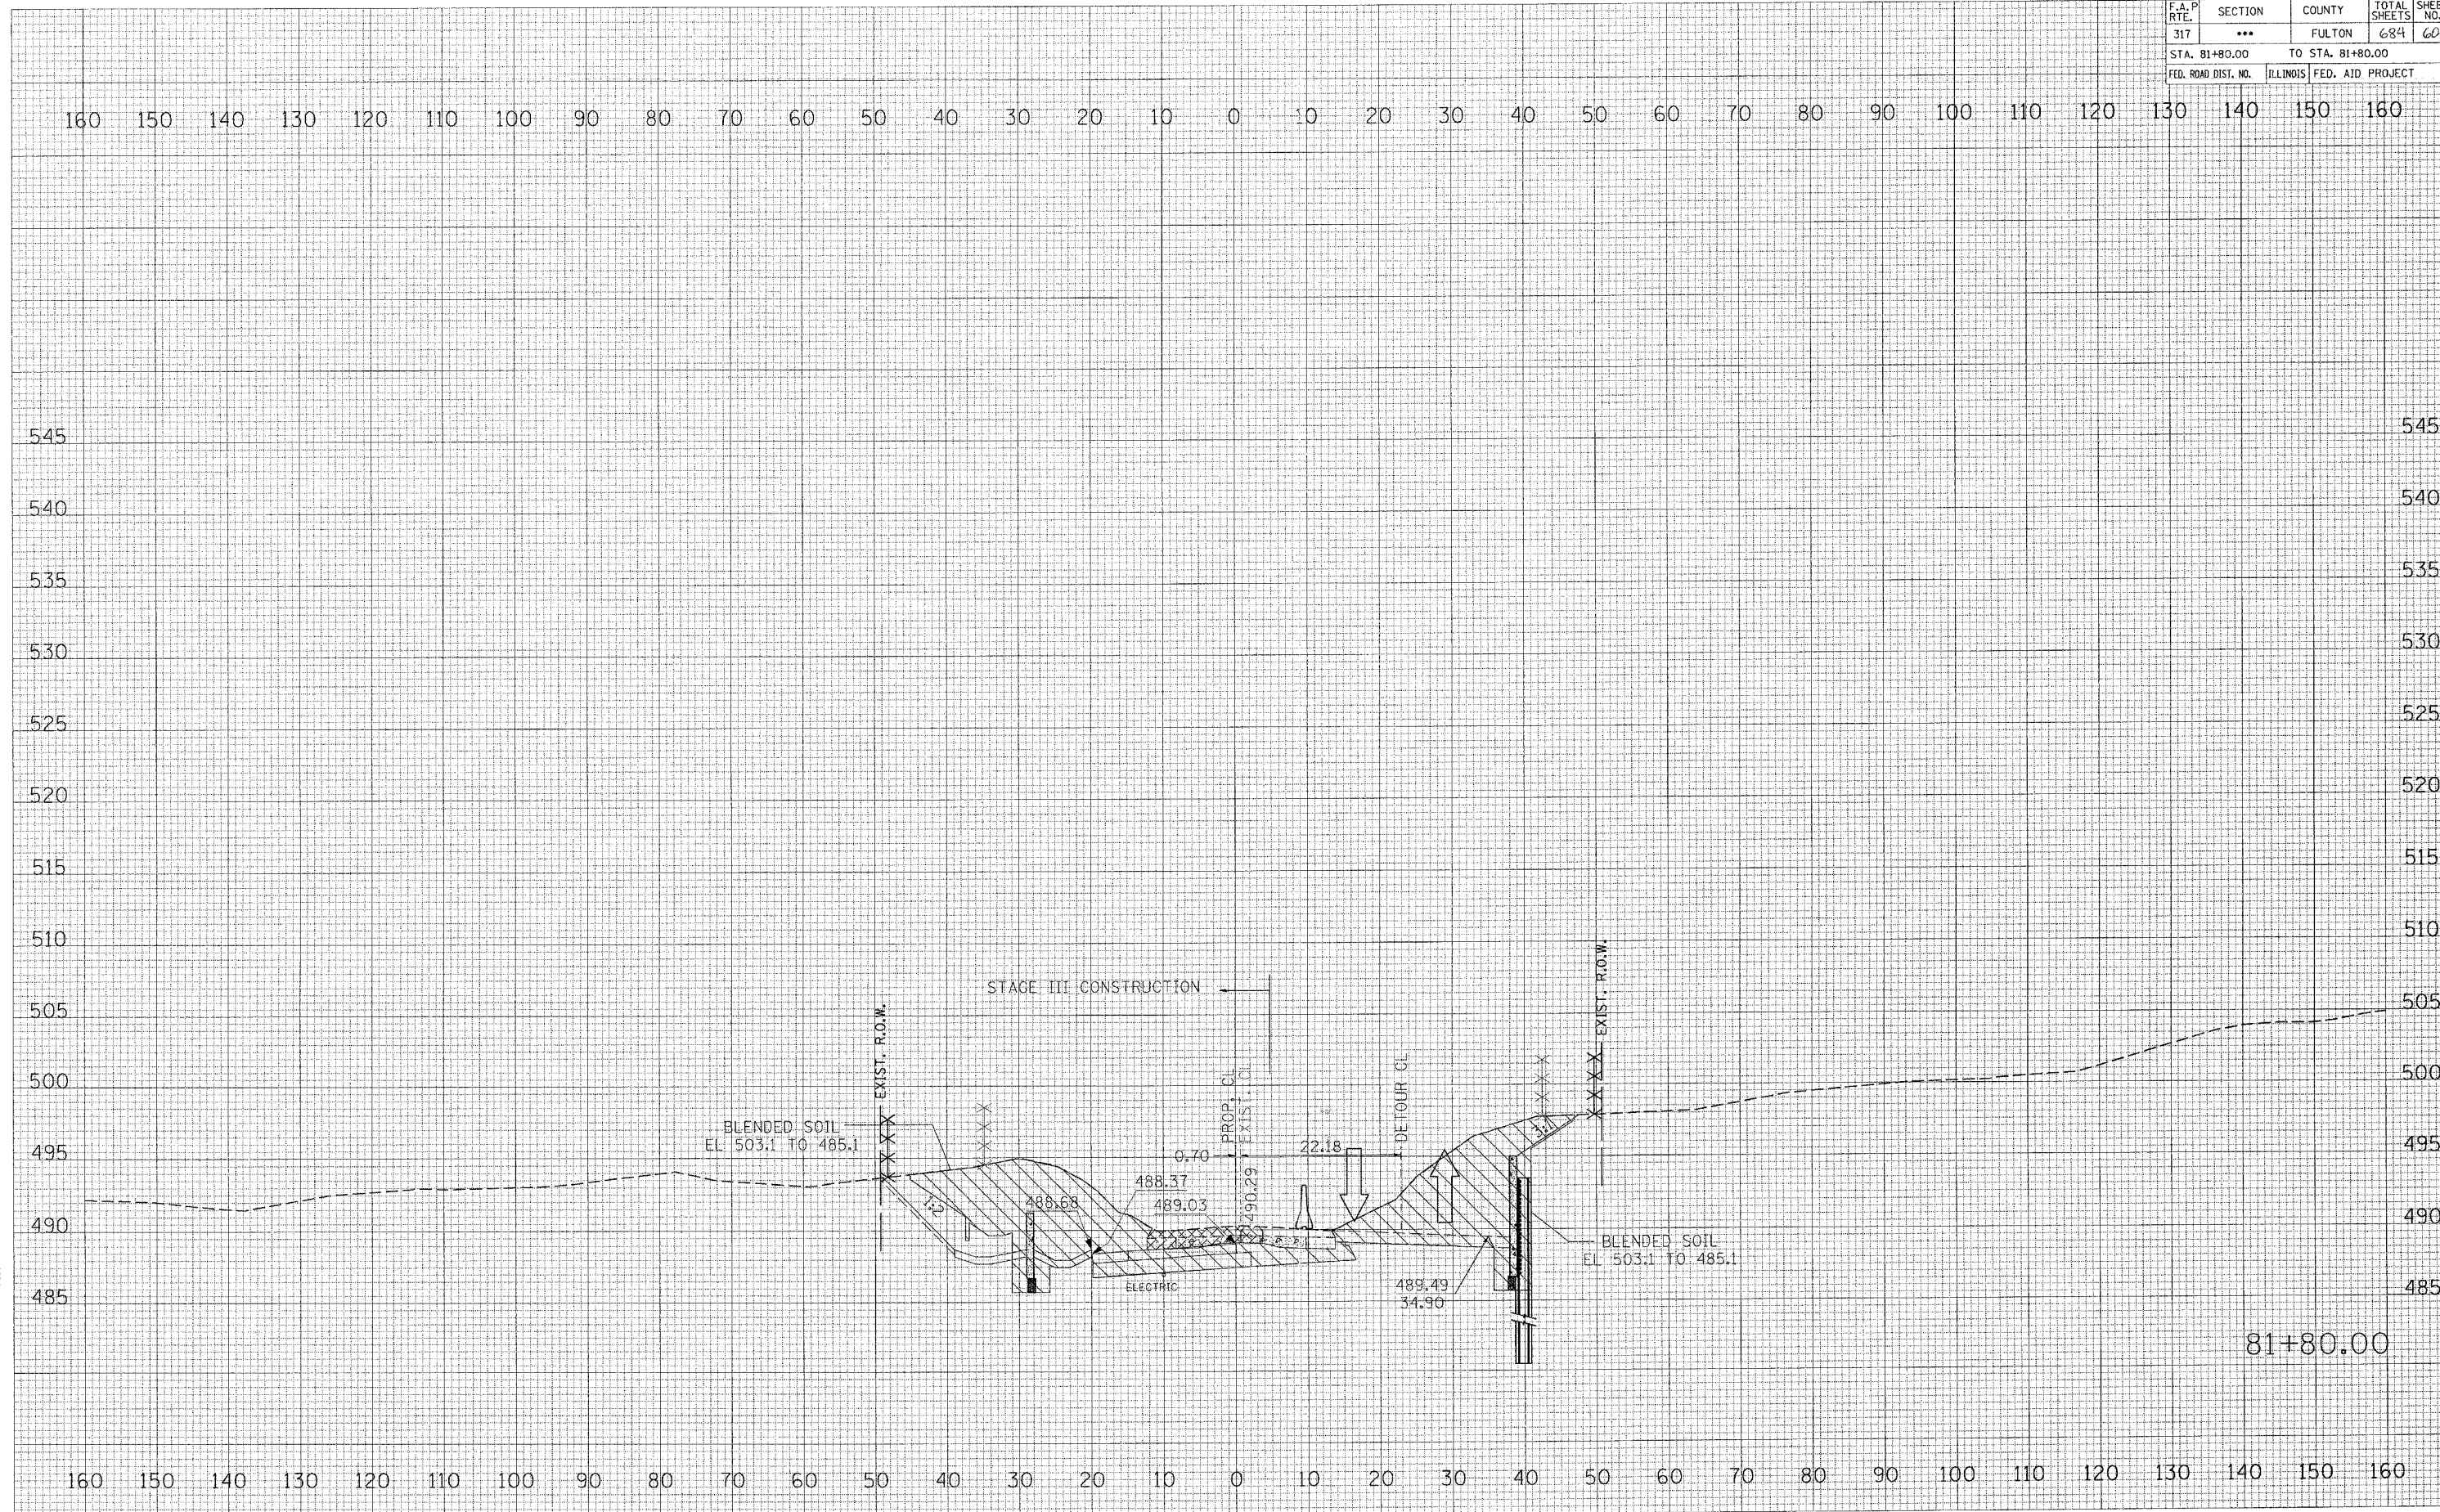 F.A.P. RTE. SECTION COUNTY TOTAL SHEETS
317 ••• FULTON 684
STA. 81+80.00 TO STA. 81+80.00
FED. ROAD DIST. NO. ILLINOIS FED. AID PROJECT
160 150 140 130 120 110 100 90 80 70 60 50 40 30 20 10 0 10 20 30 40 50 60 70 80 90 100 110 120 130 140 150 160
545 545
540 540
535 535
530 530
525 525
520 520
515 515
510 510
EXIST. R.O.W.
STAGE III CONSTRUCTION
505 505
EXIST. R.O.W.
500 500
PROP. CL
EXIST. CL
DETOUR CL
BLENDED SOIL
EL 503.1 TO 485.1
3:1
495 495
0.70 22.18
488.37
1:2
488.68
489.03
490.29
490 490
BLENDED SOIL
EL 503.1 TO 485.1
ELECTRIC
489.49
34.90
485 485
81+80.00
160 150 140 130 120 110 100 90 80 70 60 50 40 30 20 10 0 10 20 30 40 50 60 70 80 90 100 110 120 130 140 150 160